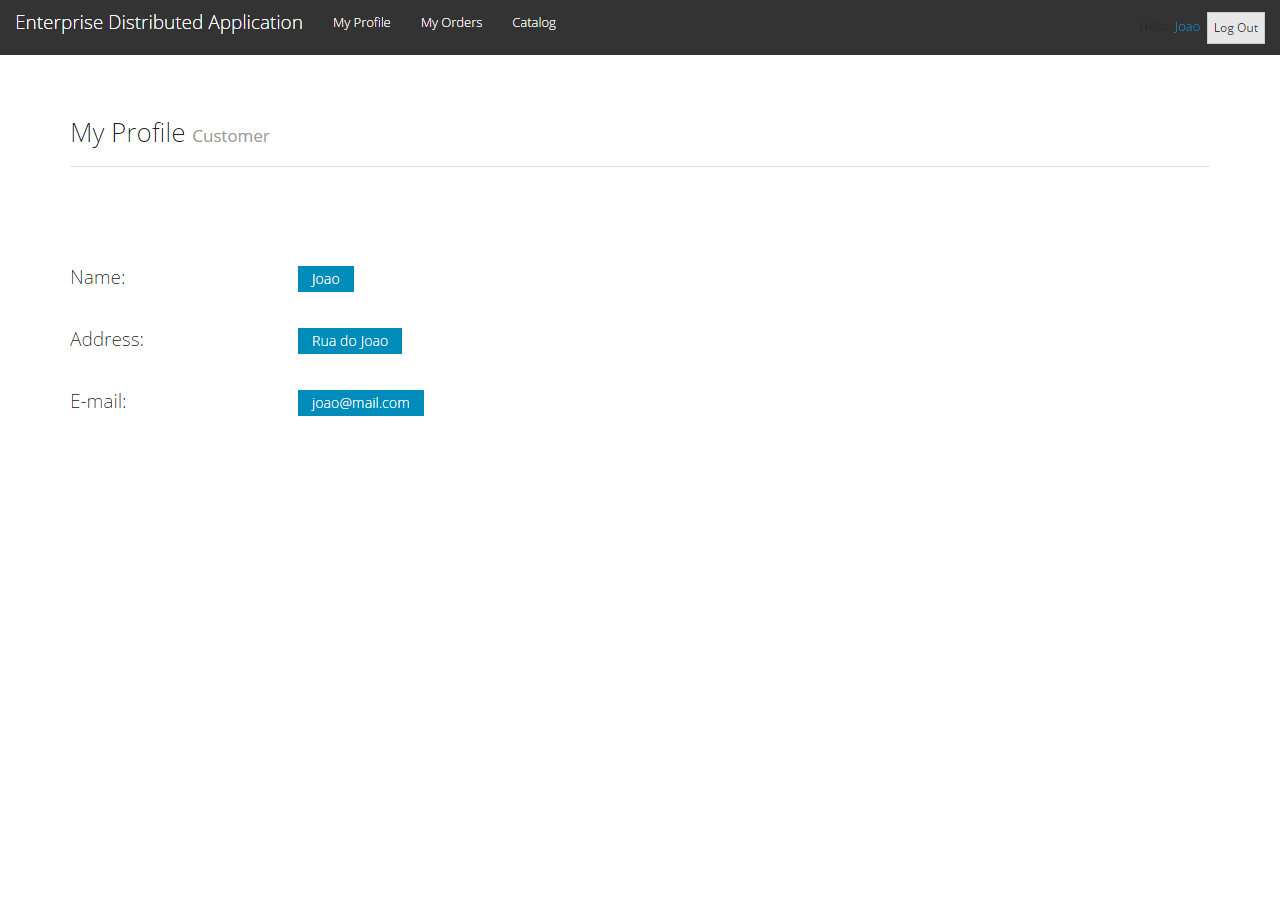 Enterprise Distributed Application My Profile My Orders Catalog Hello, Joao Log Out
My Profile Customer
Name: Joao
Address: Rua do Joao
E-mail: joao@mail.com